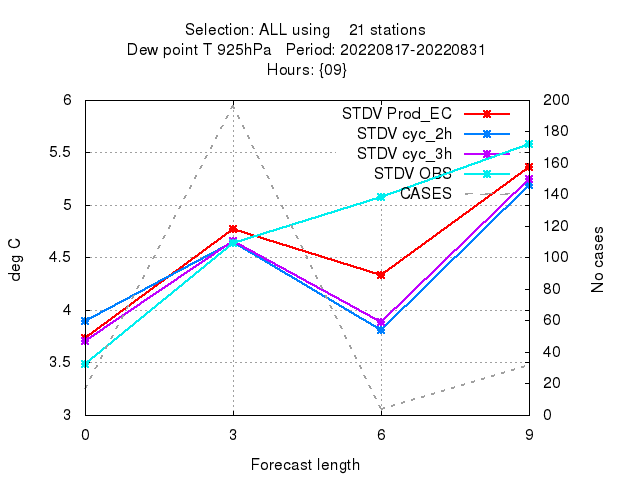 Selection: ALL using    21 stations
Dew point T 925hPa   Period: 20220817-20220831
Hours: {09}
STDV Prod_EC
STDV cyc_2h
STDV cyc_3h
STDV OBS
CASES
6
5.5
5
4.5
4
3.5
3
200
180
160
140
120
100
80
60
40
20
0
deg C
No cases
0 3 6 9
Forecast length